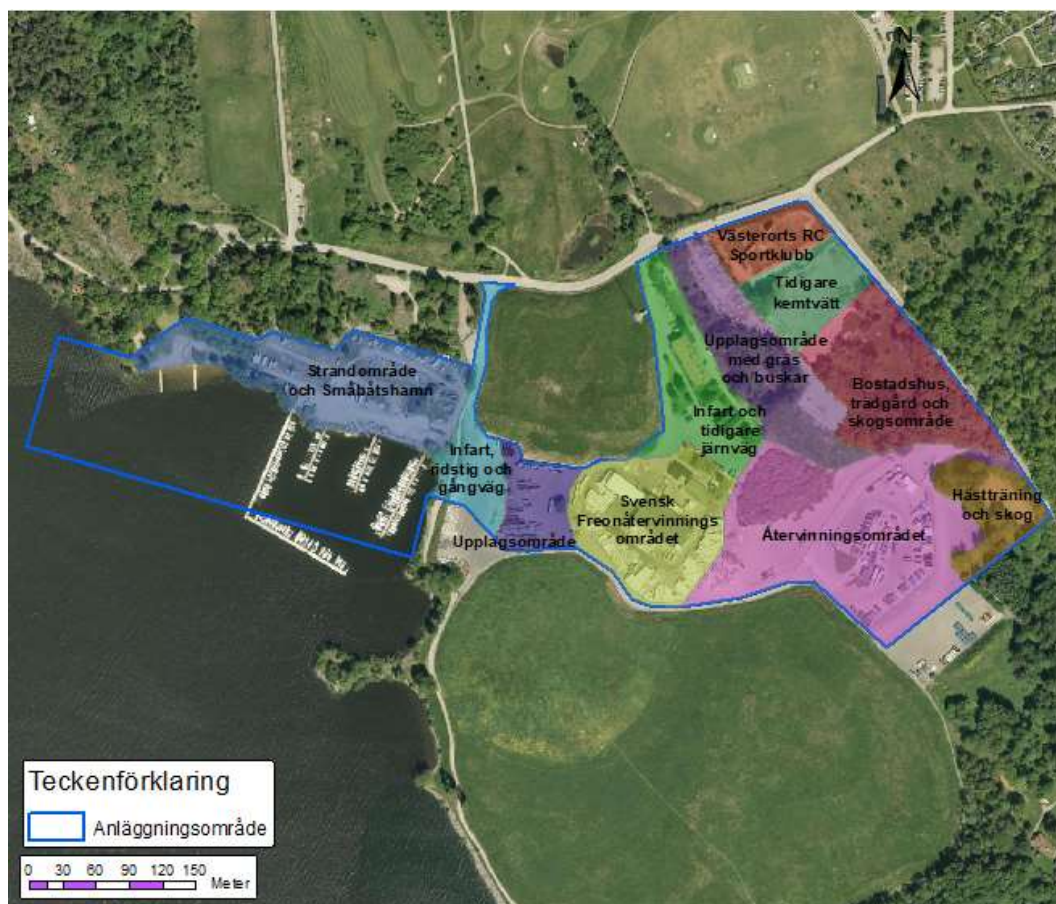 N
Västerorts RC
Sportklubb
Tidigare
kemtvätt
Upplagsområde
med gräs
och buskar
Strandområde
och Småbåtshamn
Bostadshus,
trädgård och
skogsområde
Infart och
tidigare
järnväg
Infart,
ridstig och
gångväg
Hästträning
och skog
Svensk
Freonåtervinnings
området
Återvinningsområdet
Upplagsområde
Teckenförklaring
Anläggningsområde
0 30 60 90 120 150
Meter